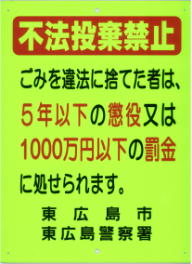 不法投棄禁止
ごみを違法に捨てた者は、
5年以下の懲役又は
1000万円以下の罰金
に処せられます。
東広島市
東広島警察署